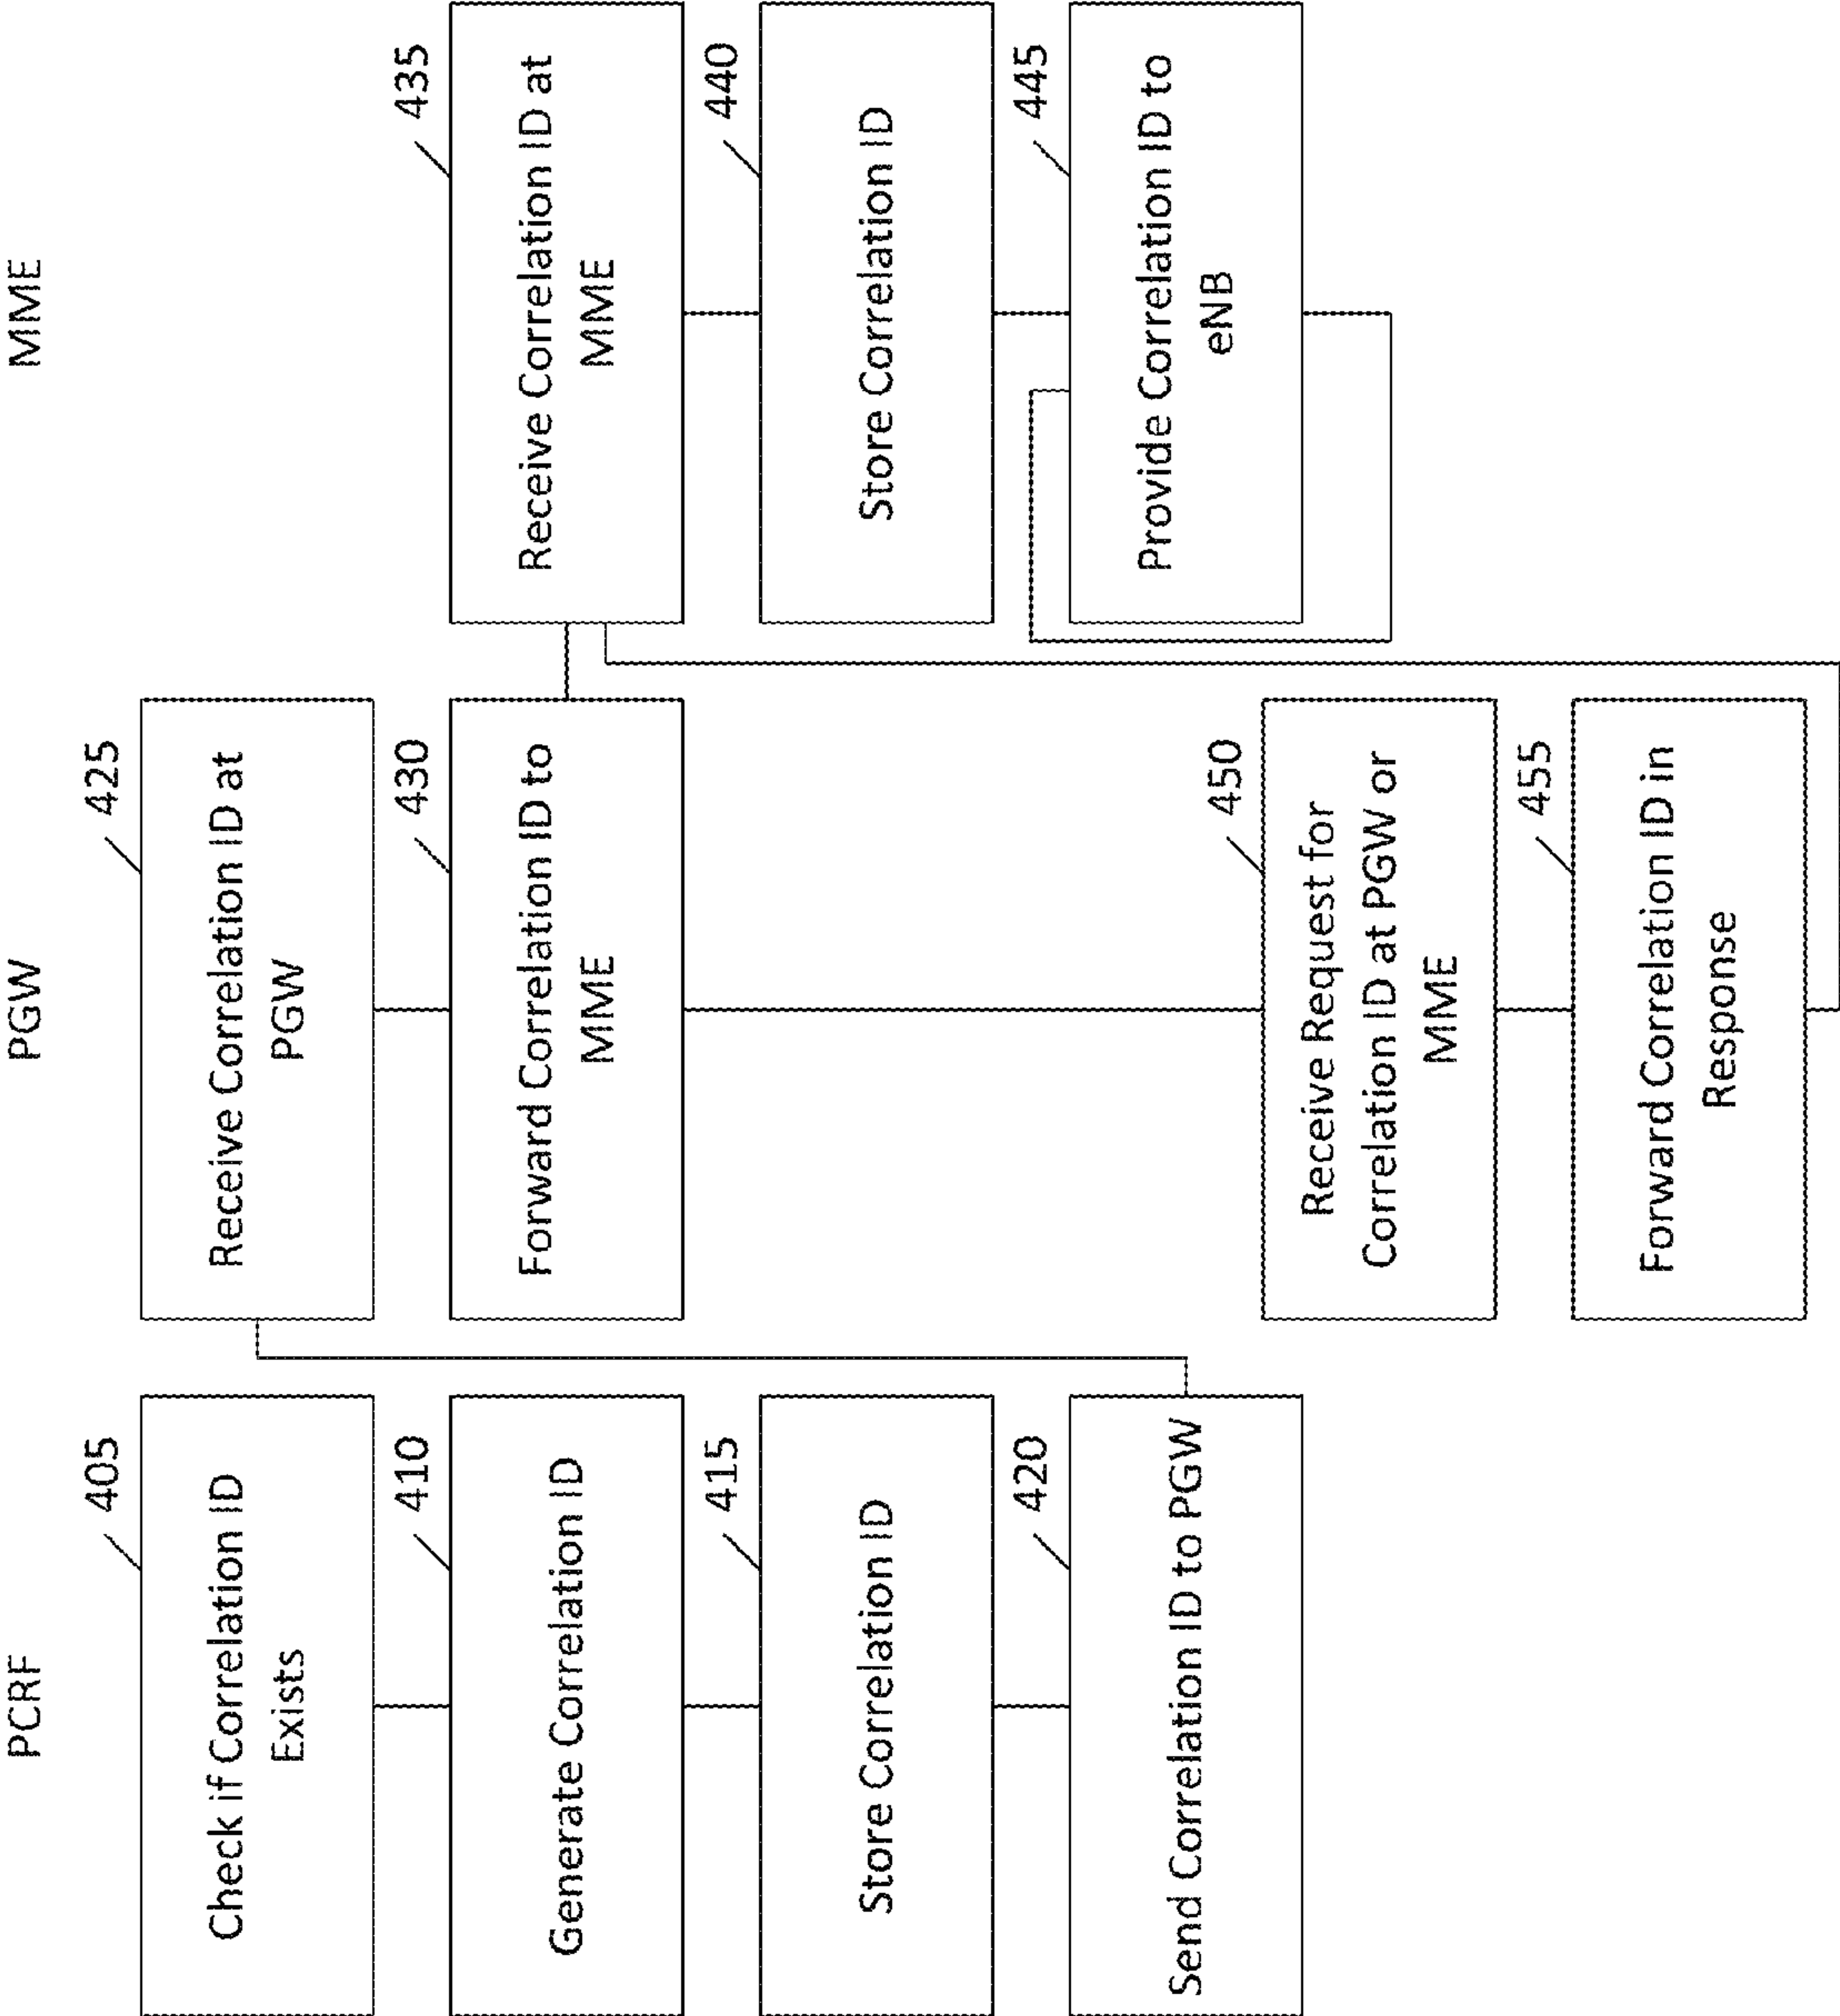 PCRF
PGW
MME
405
Check if Correlation ID
Exists
410
Generate Correlation ID
415
Store Correlation ID
420
Send Correlation ID to PGW
425
Receive Correlation ID at
PGW
430
Forward Correlation ID to
MME
450
Receive Request for
Correlation ID at PGW or
MME
455
Forward Correlation ID in
Response
435
Receive Correlation ID at
MME
440
Store Correlation ID
445
Provide Correlation ID to
eNB